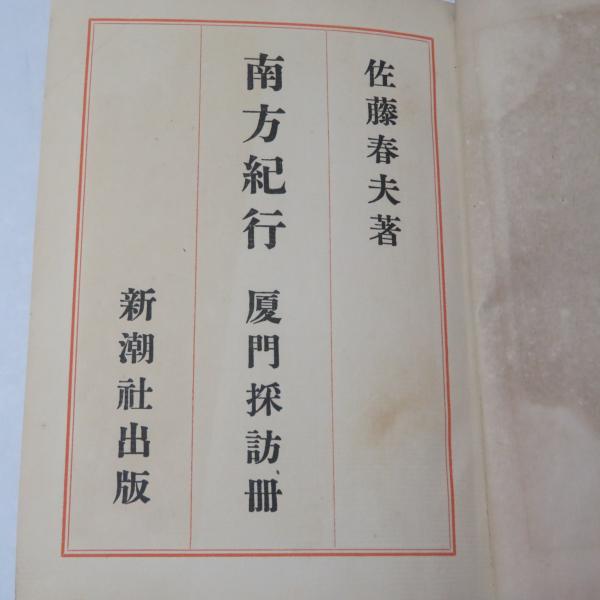 佐藤春夫著
南方紀行 厦門採訪冊
新潮社出版